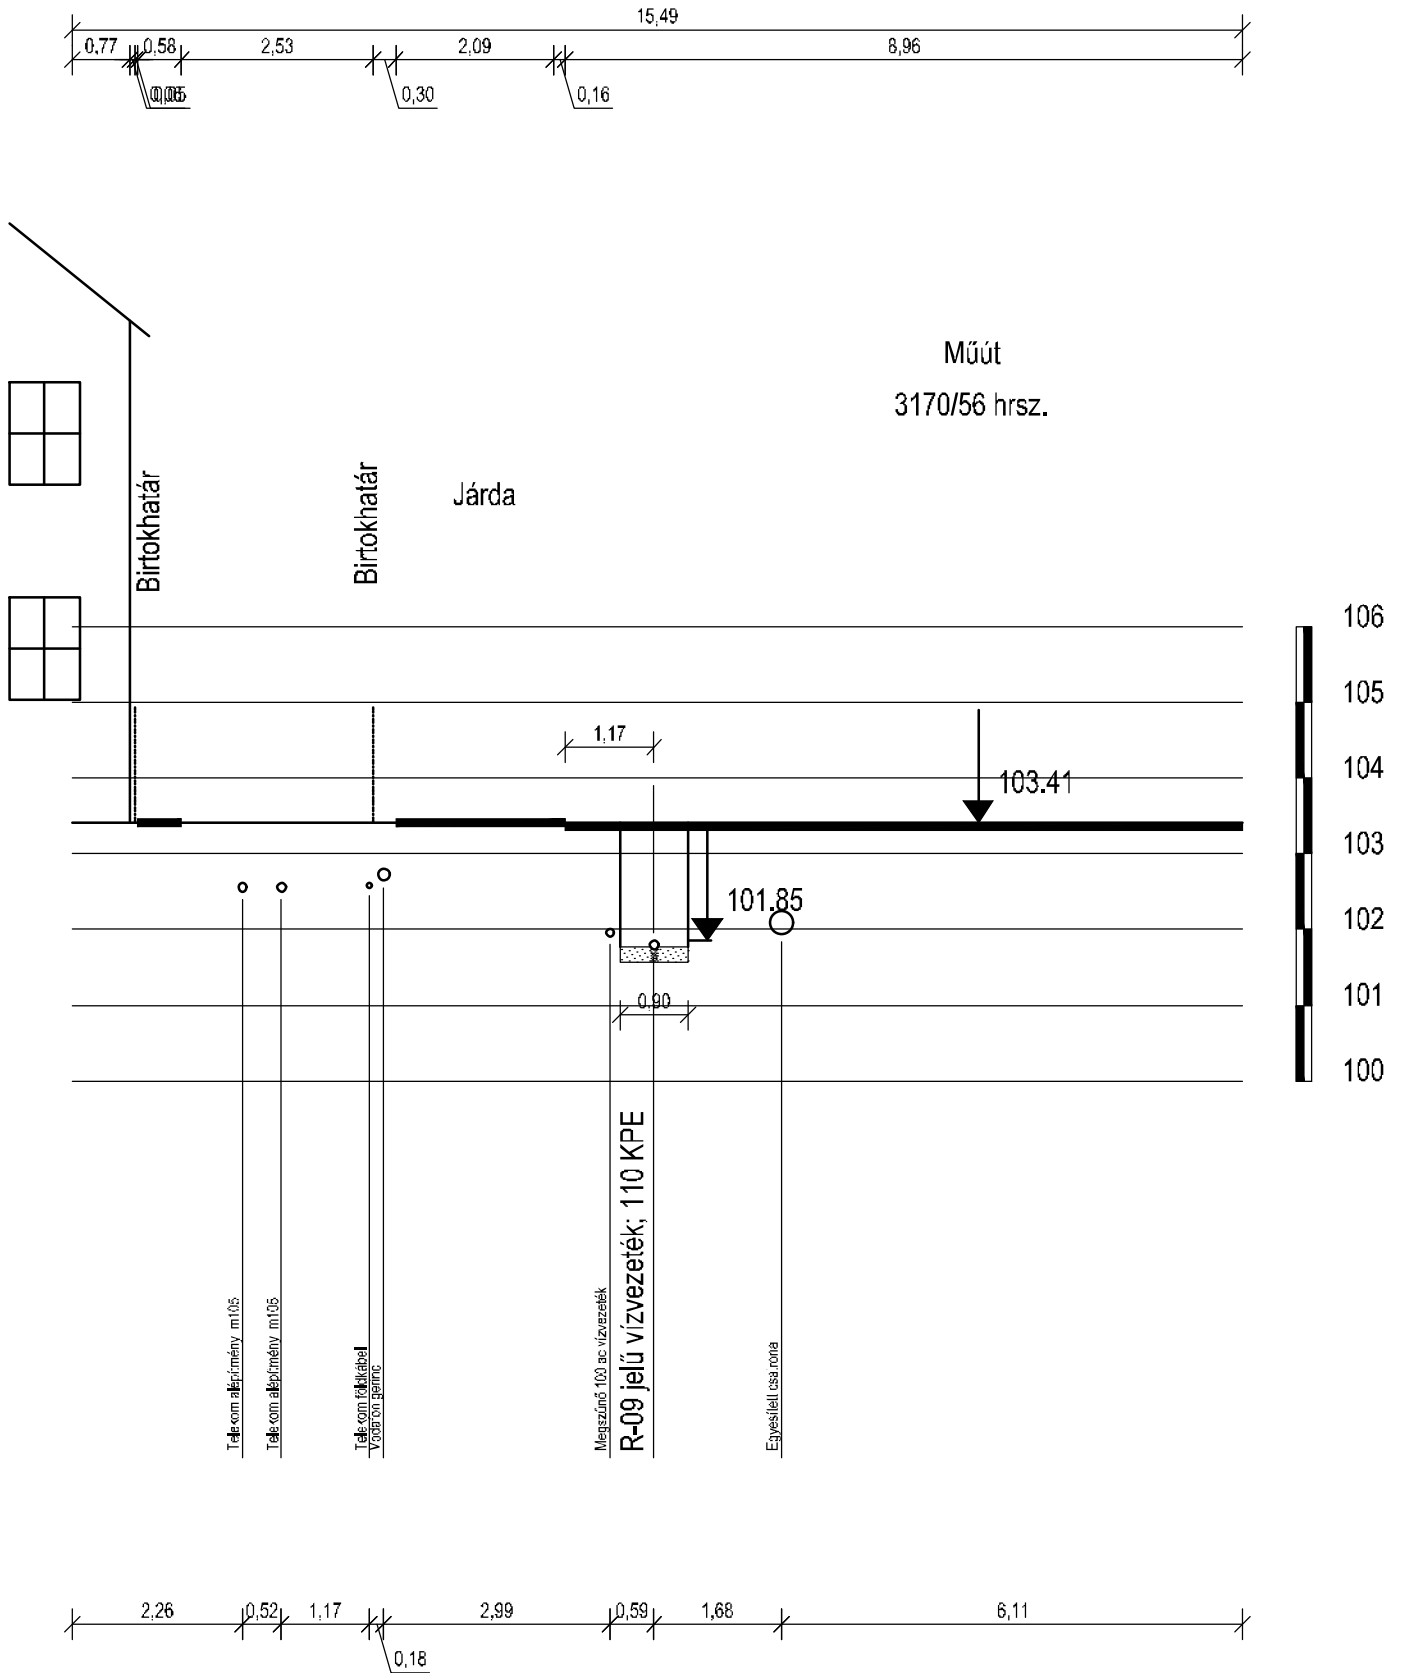 15,49
0,77
0,58
2,53
2,09
8,96
0,30
0,16
Műút
3170/56 hrsz.
Birtokhatár
Birtokhatár
Járda
106
105
1,17
104
103.41
103
101.85
102
0,90
101
100
Telekom alépítmény m105
Telekom alépítmény m106
Telekom földkábel
Vodafon gerinc
Megszűnő 100 ac vízvezeték
R-09 jelű vízvezeték; 110 KPE
Egyesített csatorna
2,26
0,52
1,17
2,99
0,59
1,68
6,11
0,18